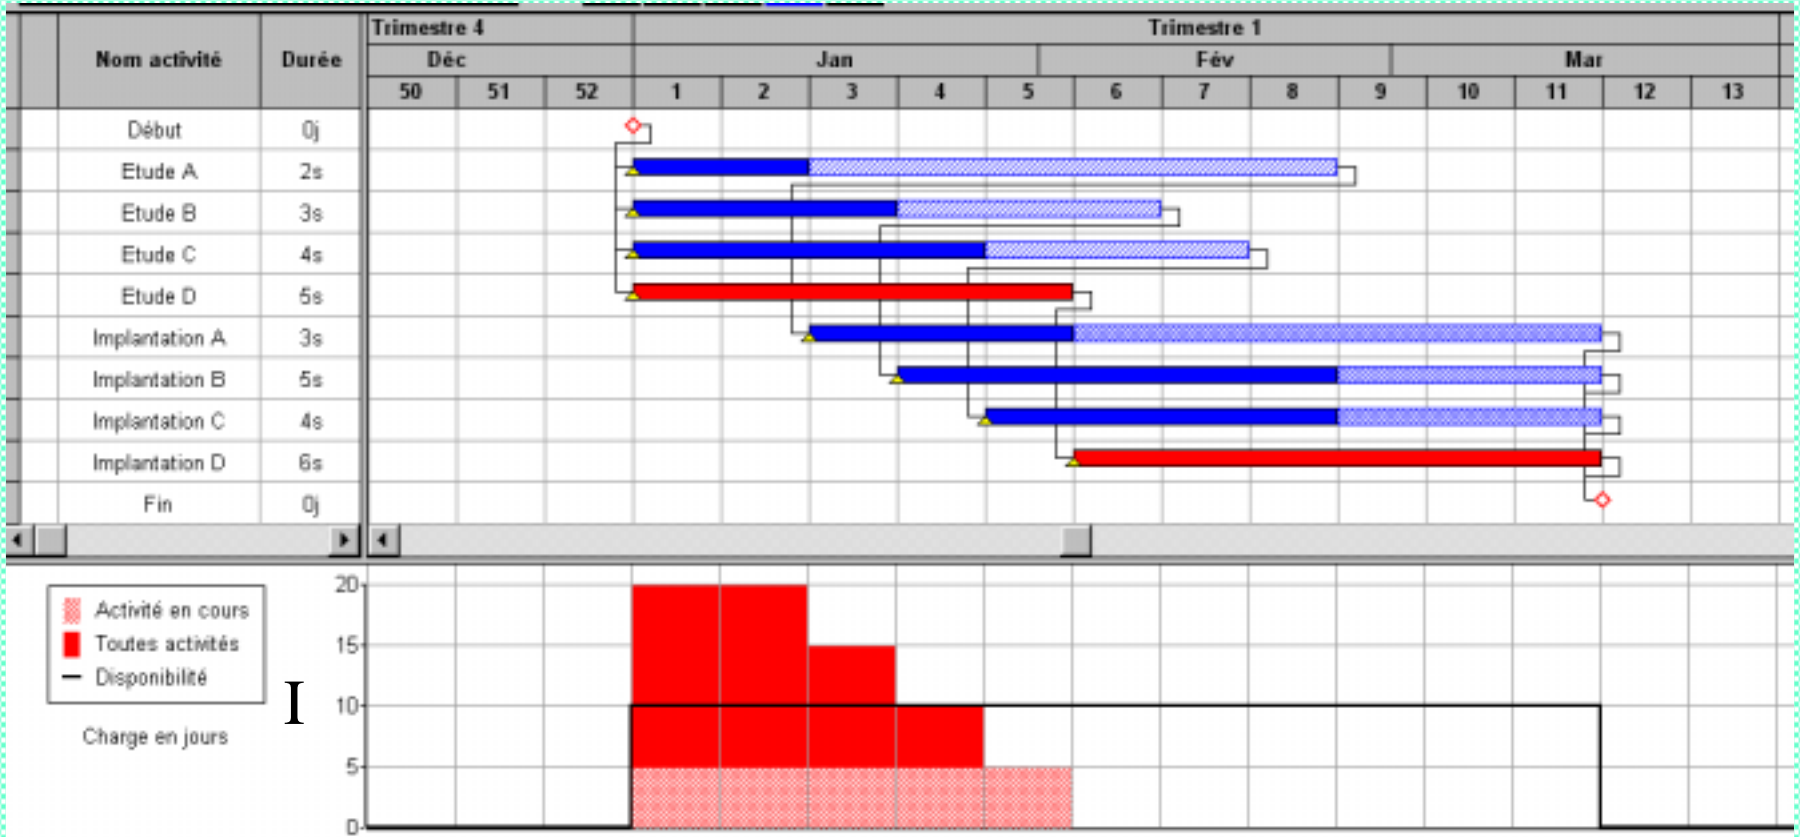 Trimestre 4 Trimestre 1
Nom activité Durée Déc Jan Fév Mar
50 51 52 1 2 3 4 5 6 7 8 9 10 11 12 13
Début 0j
Etude A 2s
Etude B 3s
Etude C 4s
Etude D 5s
Implantation A 3s
Implantation B 5s
Implantation C 4s
Implantation D 6s
Fin 0j
20
Activité en cours
Toutes activités
15
Disponibilité
I
10
Charge en jours
5
0